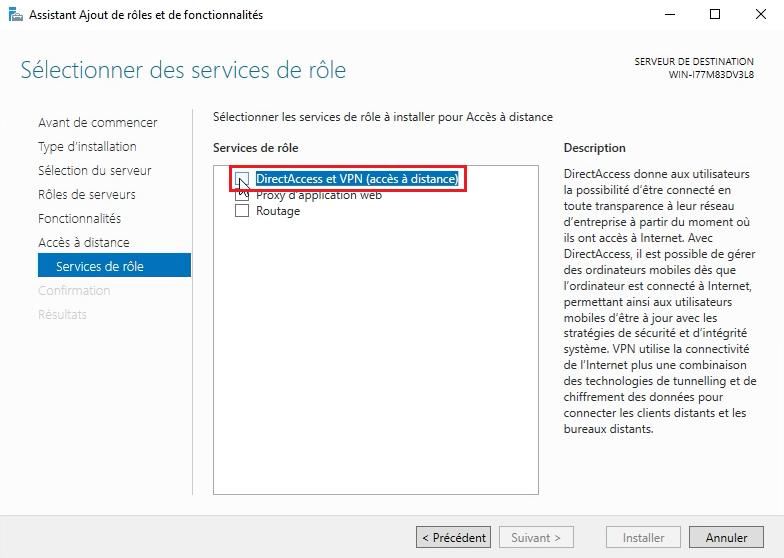 Assistant Ajout de rôles et de fonctionnalités
Sélectionner des services de rôle
SERVEUR DE DESTINATION
WIN-I77M83DV3L8
Avant de commencer
Type d'installation
Sélection du serveur
Rôles de serveurs
Fonctionnalités
Accès à distance
Services de rôle
Confirmation
Résultats
Sélectionner les services de rôle à installer pour Accès à distance
Services de rôle
DirectAccess et VPN (accès à distance)
Proxy d'application web
Routage
Description
DirectAccess donne aux utilisateurs
la possibilité d'être connecté en
toute transparence à leur réseau
d'entreprise à partir du moment où
ils ont accès à Internet. Avec
DirectAccess, il est possible de gérer
des ordinateurs mobiles dès que
l'ordinateur est connecté à Internet,
permettant ainsi aux utilisateurs
mobiles d'être à jour avec les
stratégies de sécurité et d'intégrité
système. VPN utilise la connectivité
de l'Internet plus une combinaison
des technologies de tunnelling et de
chiffrement des données pour
connecter les clients distants et les
bureaux distants.
< Précédent
Suivant >
Installer
Annuler